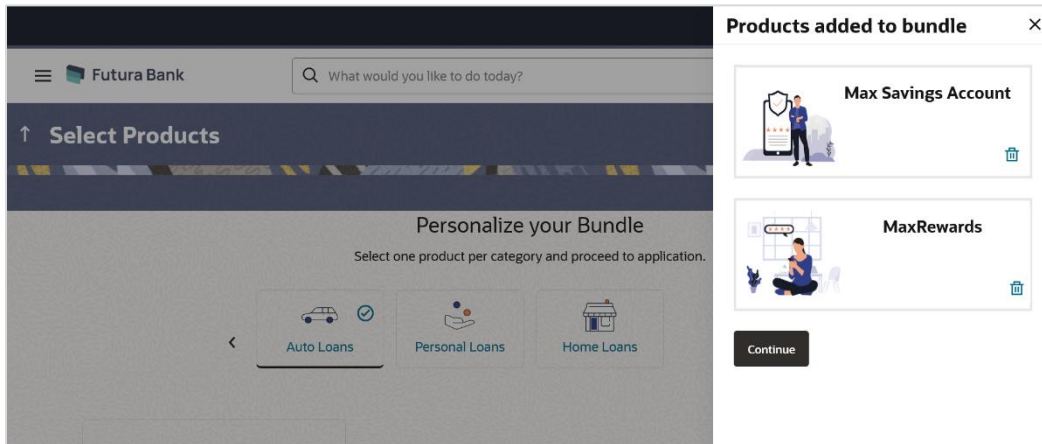 Products added to bundle
Futura Bank
What would you like to do today?
Max Savings Account
Select Products
Personalize your Bundle
Select one product per category and proceed to application.
MaxRewards
Auto Loans
Personal Loans
Home Loans
Continue